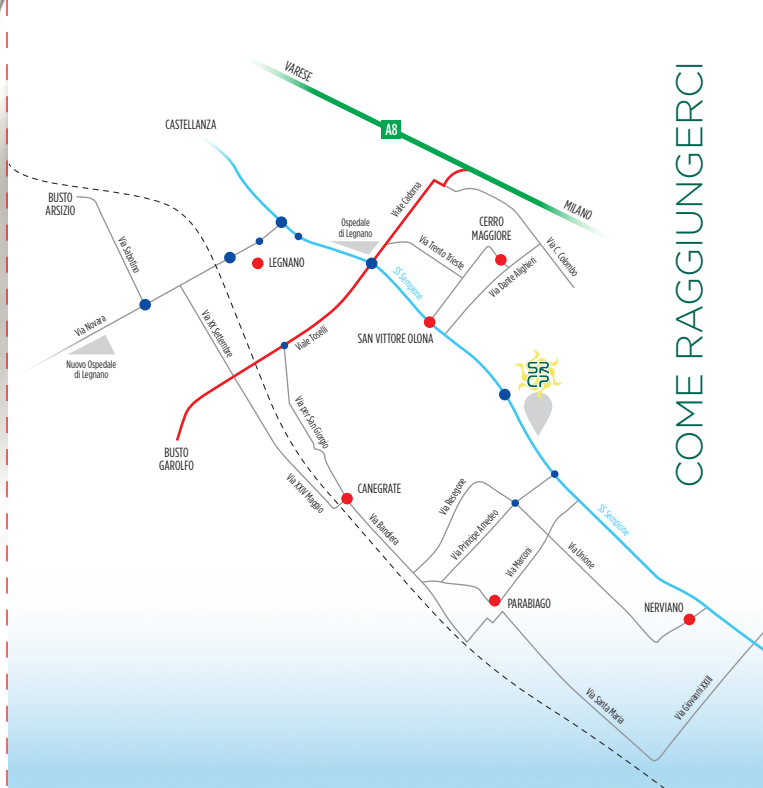 VARESE
A8
MILANO
CASTELLANZA
BUSTO
ARSIZIO
Via Sabotino
Via Novara
Nuovo Ospedale
di Legnano
LEGNANO
Ospedale
di Legnano
Viale Cadorna
Via Trento Trieste
CERRO
MAGGIORE
Via C. Colombo
Via Dante Alighieri
SS Sempione
SAN VITTORE OLONA
Via XX Settembre
Viale Toselli
BUSTO
GAROLFO
Via per San Giorgio
CANEGRATE
Via XXIV Maggio
Via Bandiera
SR
CP
Via Resegone
Via Principe Amedeo
Via Marconi
Via Unione
SS Sempione
PARABIAGO
NERVIANO
Via Santa Maria
Via Giovanni XXIII
COME RAGGIUNGERCI